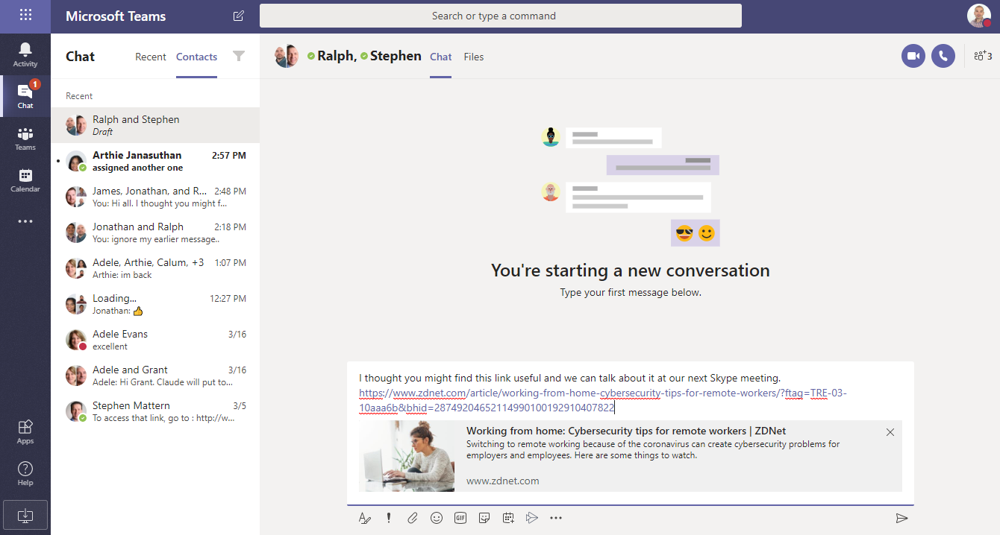 Microsoft Teams
Search or type a command
Activity
1
Chat
Teams
Calendar
Apps
Help
Chat
Recent
Contacts
Recent
Ralph and Stephen
Draft
Arthie Janasuthan 2:57 PM
assigned another one
James, Jonathan, and R... 2:48 PM
You: Hi all. I thought you might f...
Jonathan and Ralph 2:18 PM
You: ignore my earlier message..
Adele, Arthie, Calum, +3 1:07 PM
Arthie: im back
Loading... 12:27 PM
Jonathan: 👍
Adele Evans 3/16
excellent
Adele and Grant 3/16
Adele: Hi Grant. Claude will put to...
Stephen Mattern 3/5
To access that link, go to : http://w...
Ralph, Stephen
Chat
Files
3
You're starting a new conversation
Type your first message below.
I thought you might find this link useful and we can talk about it at our next Skype meeting.
https://www.zdnet.com/article/working-from-home-cybersecurity-tips-for-remote-workers/?ftag=TRE-03-
10aaa6b&bhid=28749204652114990100192910407822
Working from home: Cybersecurity tips for remote workers | ZDNet
Switching to remote working because of the coronavirus can create cybersecurity problems for
employers and employees. Here are some things to watch.
www.zdnet.com
GIF